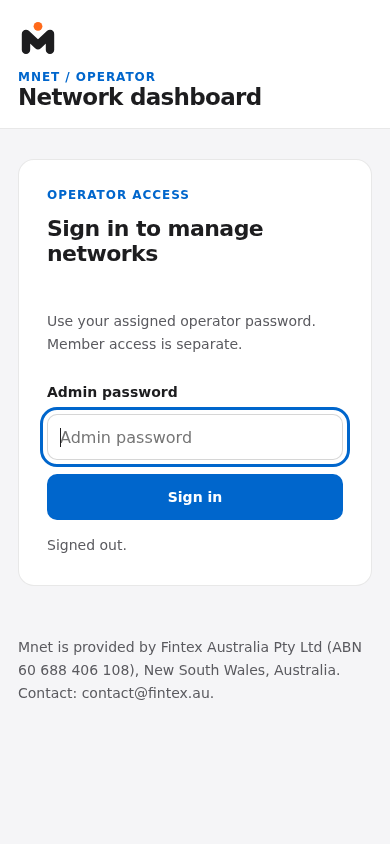 MNET / OPERATOR
Network dashboard
OPERATOR ACCESS
Sign in to manage
networks
Use your assigned operator password.
Member access is separate.
Admin password
Admin password
Sign in
Signed out.
Mnet is provided by Fintex Australia Pty Ltd (ABN
60 688 406 108), New South Wales, Australia.
Contact: contact@fintex.au.